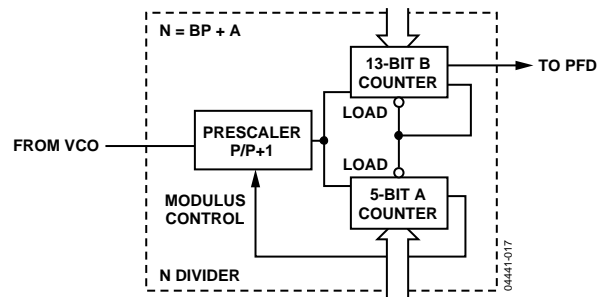 N = BP + A
13-BIT B
COUNTER
TO PFD
LOAD
FROM VCO
PRESCALER
P/P+1
LOAD
MODULUS
CONTROL
5-BIT A
COUNTER
N DIVIDER
04441-017